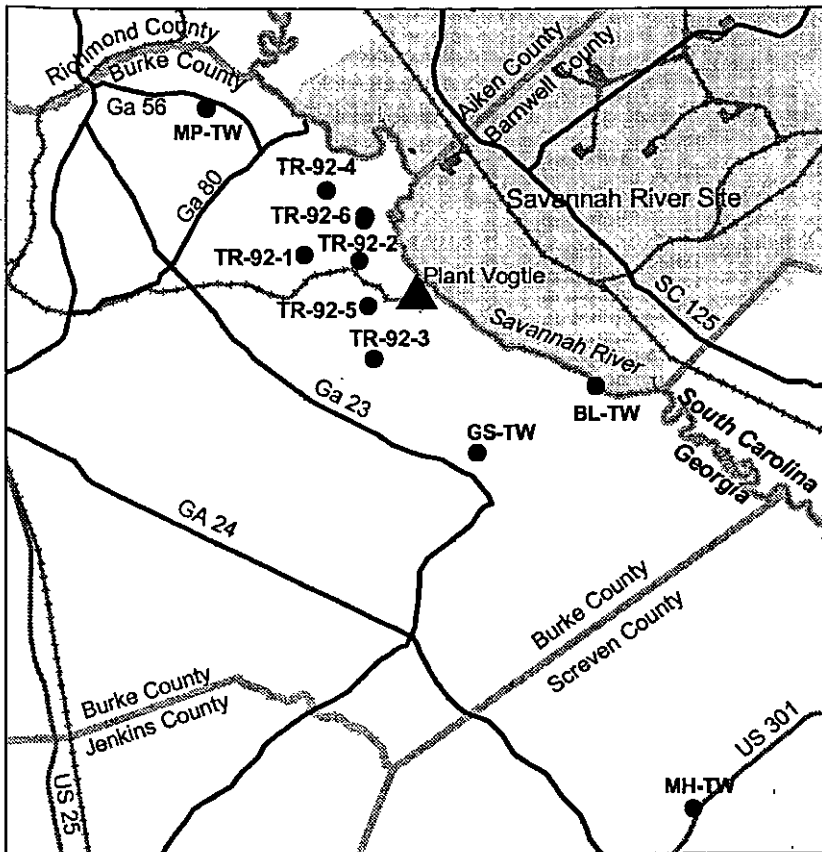 Richmond County
Burke County
Ga 56
MP-TW
Aiken County
Barnwell County
TR-92-4
Ga 80
TR-92-6
Savannah River Site
TR-92-1
TR-92-2
Plant Vogtle
SC 125
TR-92-5
Savannah River
TR-92-3
Ga 23
BL-TW
South Carolina
Georgia
GS-TW
GA 24
Burke County
Screven County
Burke County
Jenkins County
US 301
US 25
MH-TW